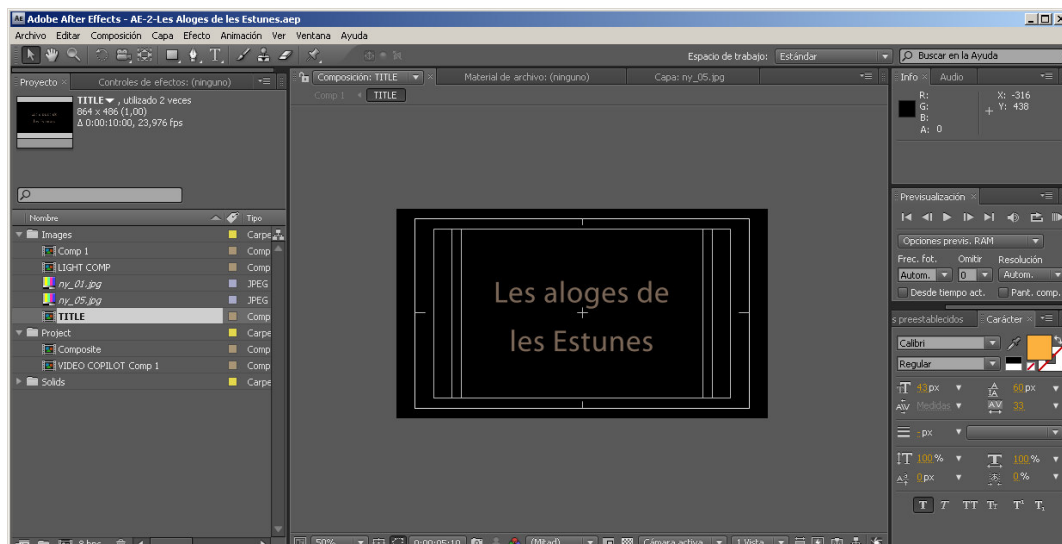 Adobe After Effects - AE-2-Les Aloges de les Estunes.aep
Archivo Editar Composición Capa Efecto Animación Ver Ventana Ayuda
Espacio de trabajo: Estándar
Buscar en la Ayuda
Proyecto
Controles de efectos: (ninguno)
TITLE , utilizado 2 veces
864 x 486 (1,00)
Δ 0:00:10:00, 23,976 fps
Nombre Tipo
Images Carpe
Comp 1 Comp
LIGHT COMP Comp
ny_01.jpg JPEG
ny_05.jpg JPEG
TITLE Comp
Project Carpe
Composite Comp
VIDEO COPILOT Comp 1 Comp
Solids Carpe
8 bpc
Composición: TITLE
Material de archivo: (ninguno)
Capa: ny_05.jpg
Comp 1 TITLE
Les aloges de
les Estunes
50% 0:00:05:10 (Mitad) Cámara activa 1 Vista
Info Audio
R: X: -316
G: Y: 438
B:
A: 0
Previsualización
Opciones previs. RAM
Frec. fot. Omitir Resolución
Autom. 0 Autom.
Desde tiempo act. Pant. comp.
s preestablecidos Carácter
Calibri
Regular
43 px 60 px
Medidas 33
- px
100 % 100 %
0 px 0 %
T T TT Tt T¹ T₁